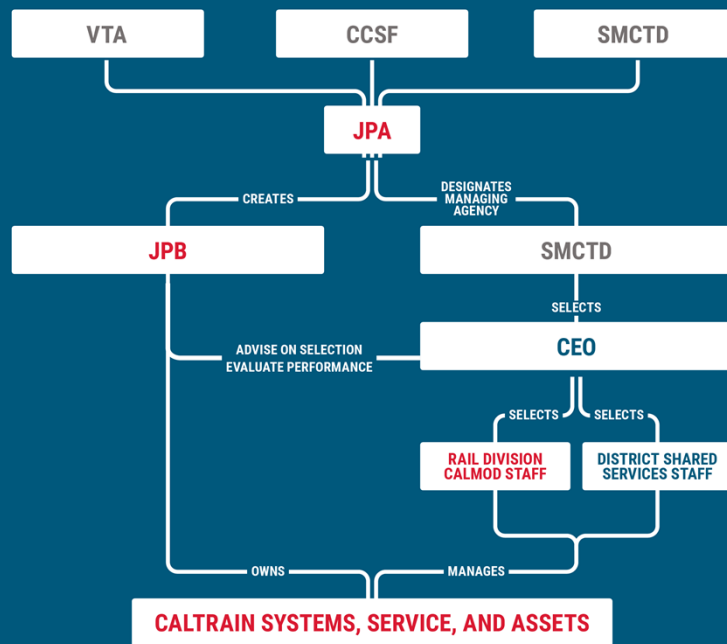 VTA
CCSF
SMCTD
JPA
CREATES
DESIGNATES
MANAGING
AGENCY
JPB
SMCTD
SELECTS
ADVISE ON SELECTION
EVALUATE PERFORMANCE
CEO
SELECTS
SELECTS
RAIL DIVISION
CALMOD STAFF
DISTRICT SHARED
SERVICES STAFF
OWNS
MANAGES
CALTRAIN SYSTEMS, SERVICE, AND ASSETS